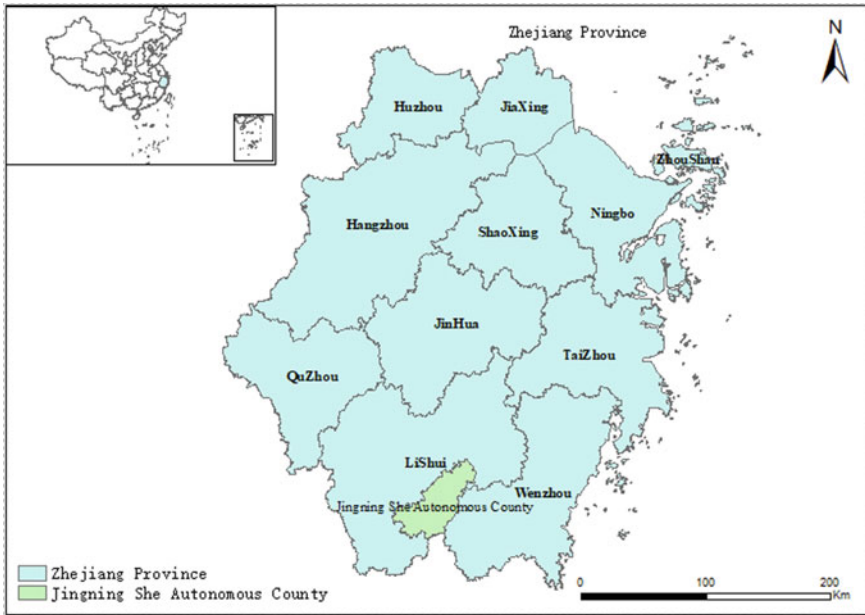 Zhejiang Province
N
Huzhou
JiaXing
ZhouShan
Hangzhou
ShaoXing
Ningbo
JinHua
QuZhou
TaiZhou
LiShui
Wenzhou
Jingning She Autonomous County
Zhejiang Province
Jingning She Autonomous County
0 100 200
Km